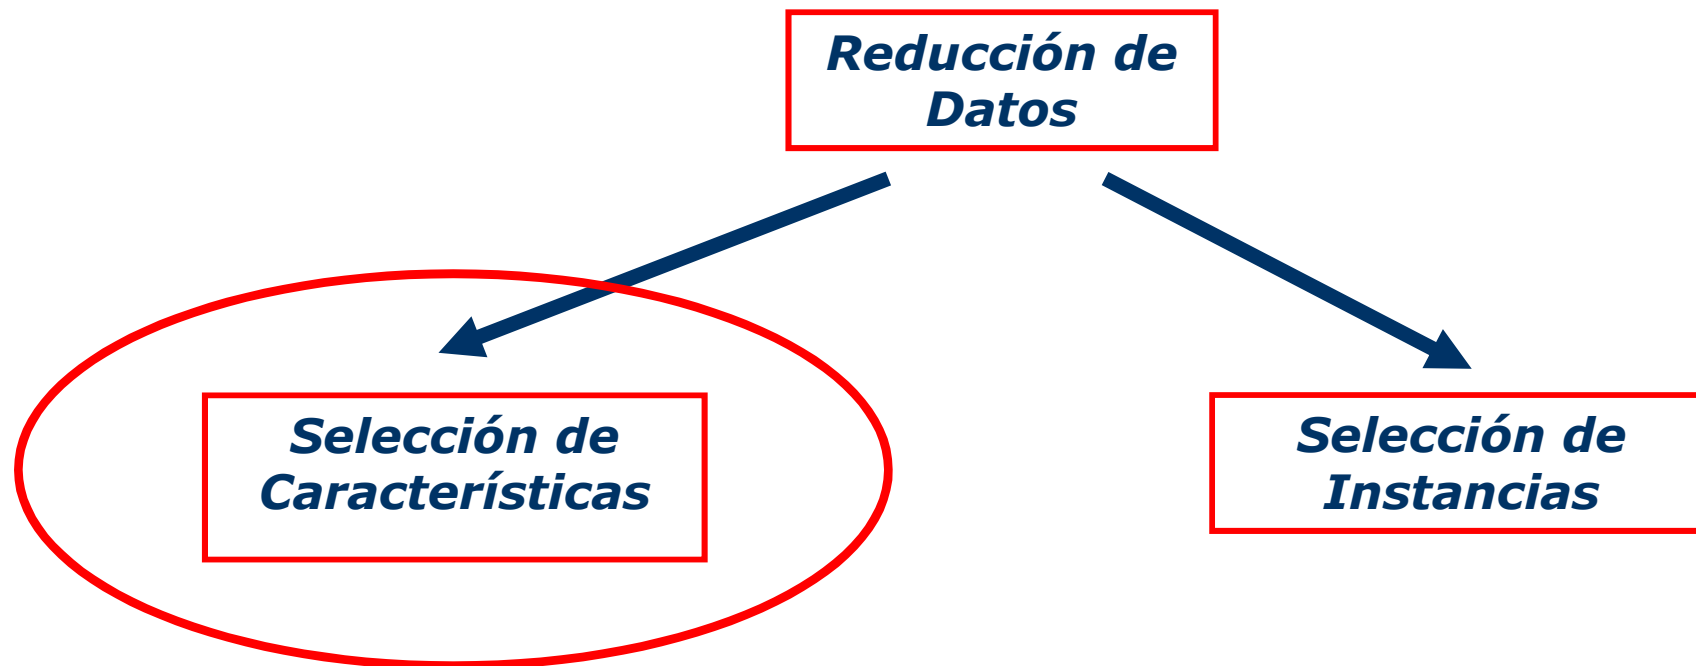 Reducción de
Datos
Selección de
Características
Selección de
Instancias